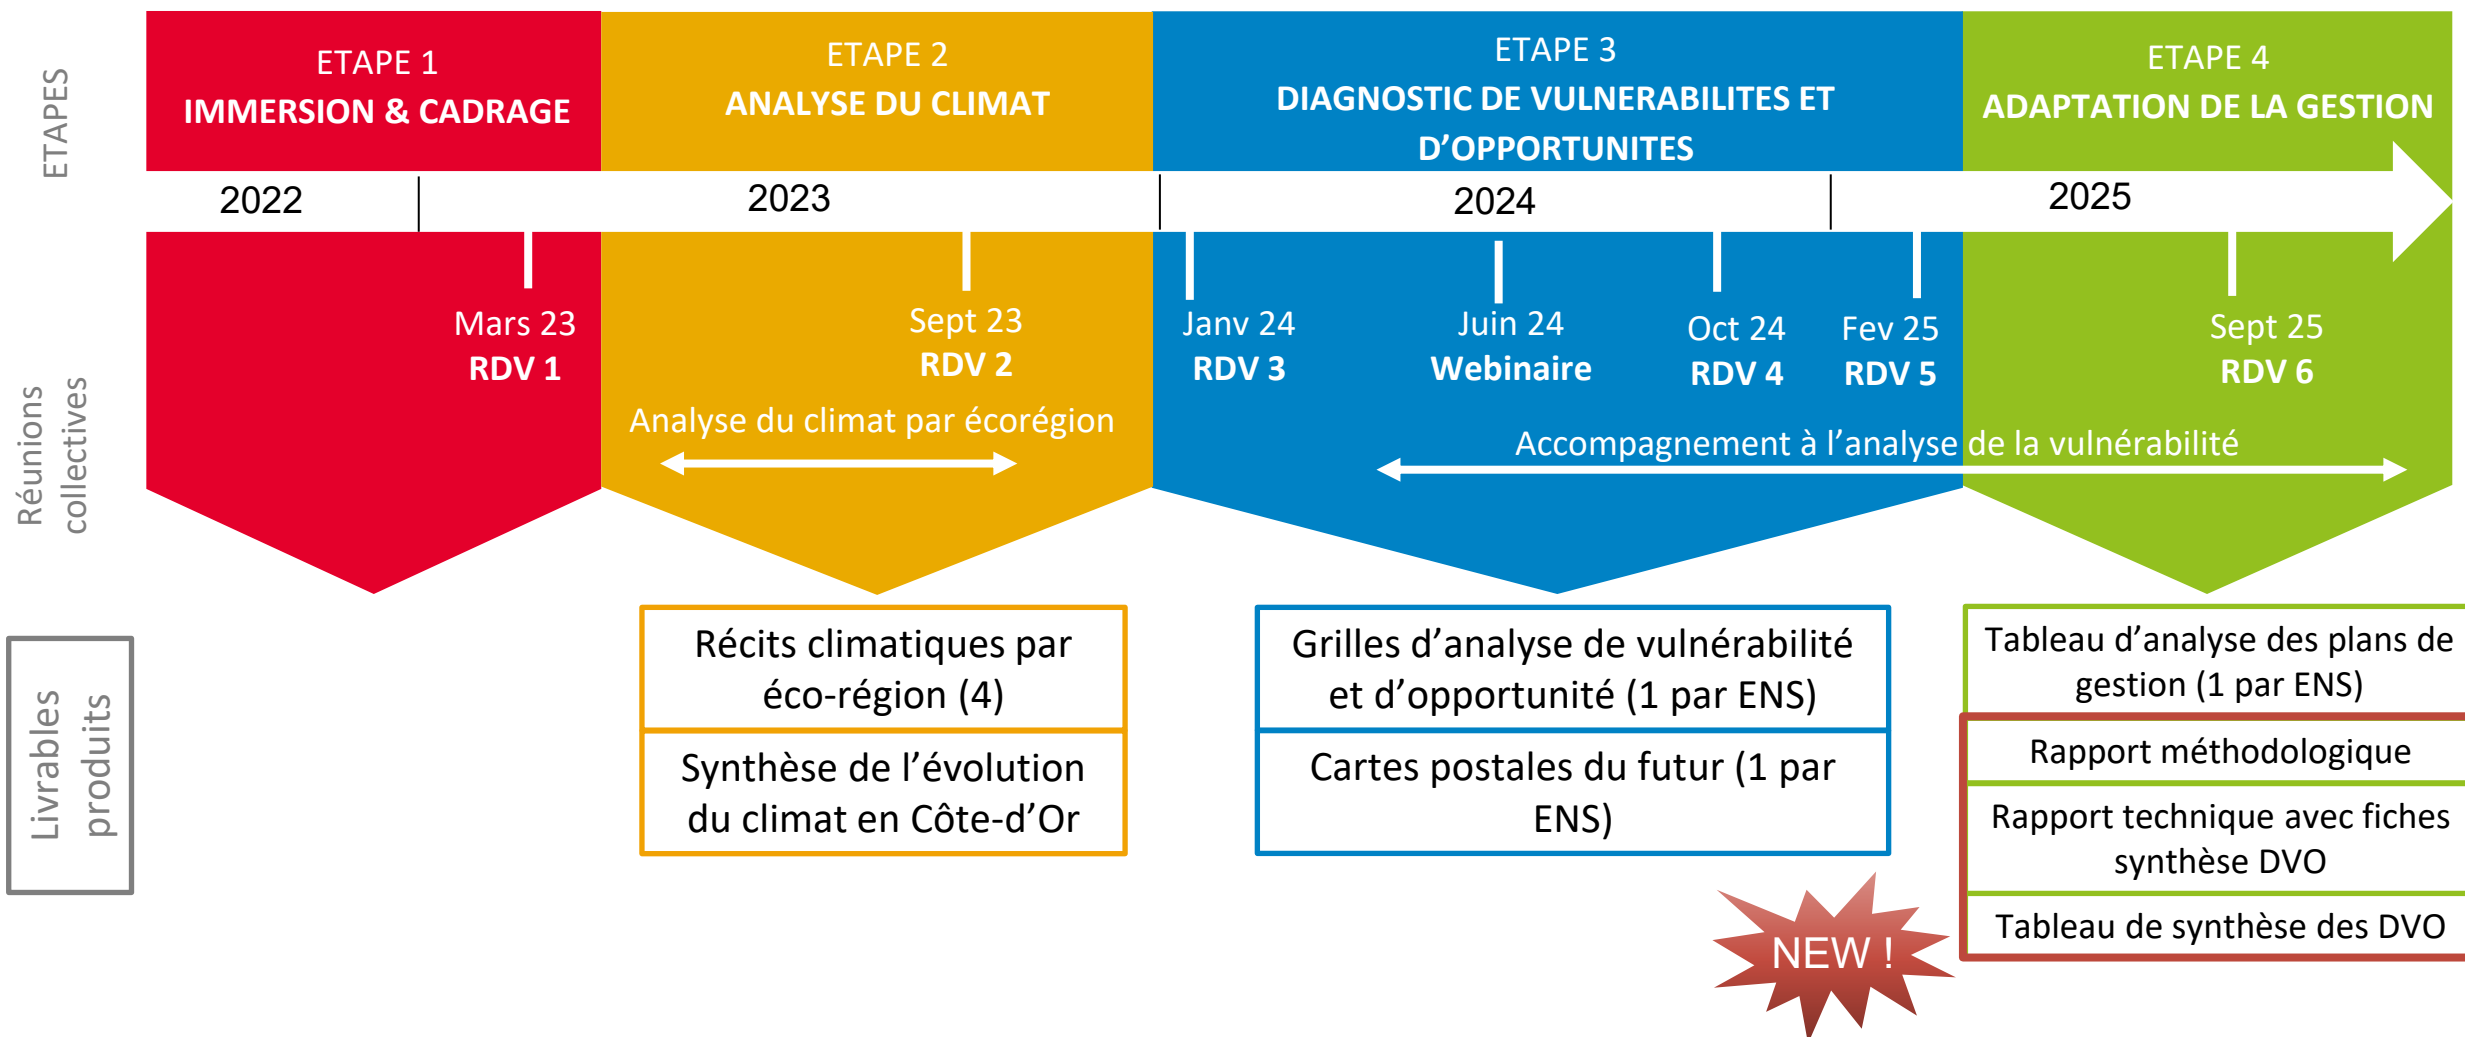 ETAPES
ETAPE 1
IMMERSION & CADRAGE
ETAPE 2
ANALYSE DU CLIMAT
ETAPE 3
DIAGNOSTIC DE VULNERABILITES ET
D’OPPORTUNITES
ETAPE 4
ADAPTATION DE LA GESTION
2022
2023
2024
2025
Réunions
collectives
Mars 23
RDV 1
Sept 23
RDV 2
Analyse du climat par écorégion
Janv 24
RDV 3
Juin 24
Webinaire
Oct 24
RDV 4
Fev 25
RDV 5
Sept 25
RDV 6
Accompagnement à l’analyse de la vulnérabilité
Livrables
produits
Récits climatiques par
éco-région (4)
Synthèse de l’évolution
du climat en Côte-d’Or
Grilles d’analyse de vulnérabilité
et d’opportunité (1 par ENS)
Cartes postales du futur (1 par
ENS)
Tableau d’analyse des plans de
gestion (1 par ENS)
Rapport méthodologique
Rapport technique avec fiches
synthèse DVO
Tableau de synthèse des DVO
NEW !